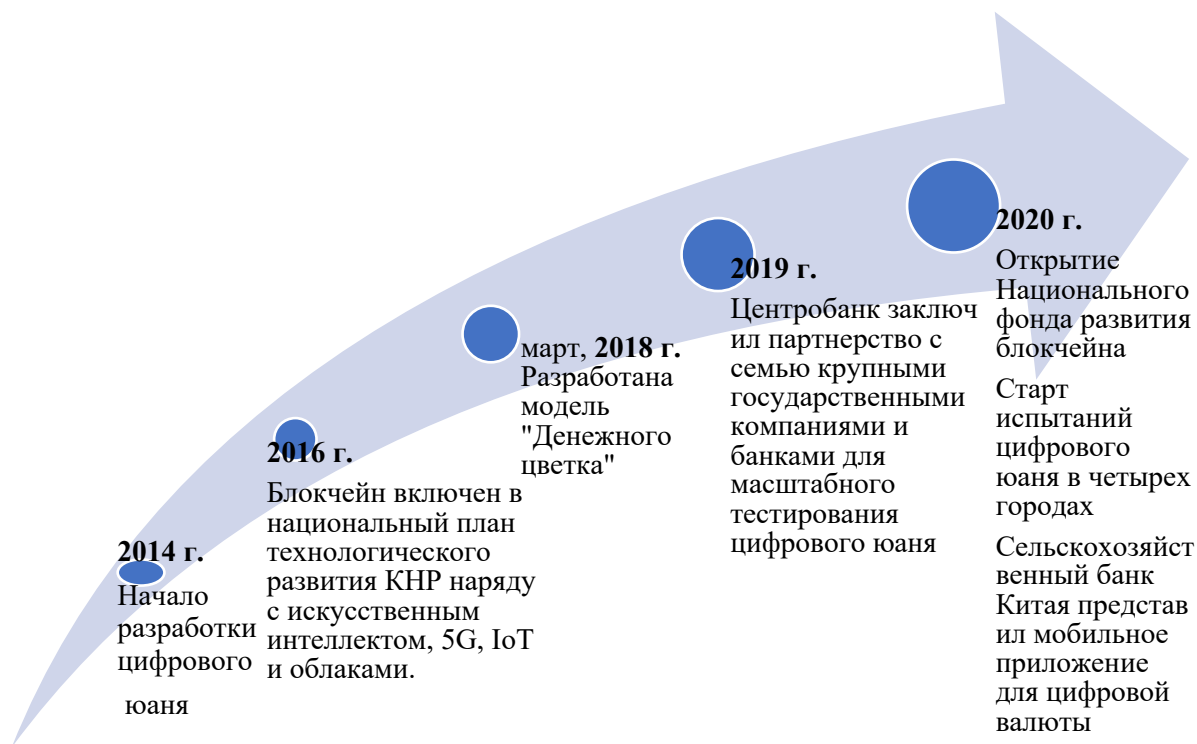 2014 г.
Начало
разработки
цифрового
юаня
2016 г.
Блокчейн включен в
национальный план
технологического
развития КНР наряду
с искусственным
интеллектом, 5G, IoT
и облаками.
март, 2018 г.
Разработана
модель
"Денежного
цветка"
2019 г.
Центробанк заключ
ил партнерство с
семью крупными
государственными
компаниями и
банками для
масштабного
тестирования
цифрового юаня
2020 г.
Открытие
Национального
фонда развития
блокчейна
Старт
испытаний
цифрового
юаня в четырех
городах
Сельскохозяйст
венный банк
Китая представ
ил мобильное
приложение
для цифровой
валюты